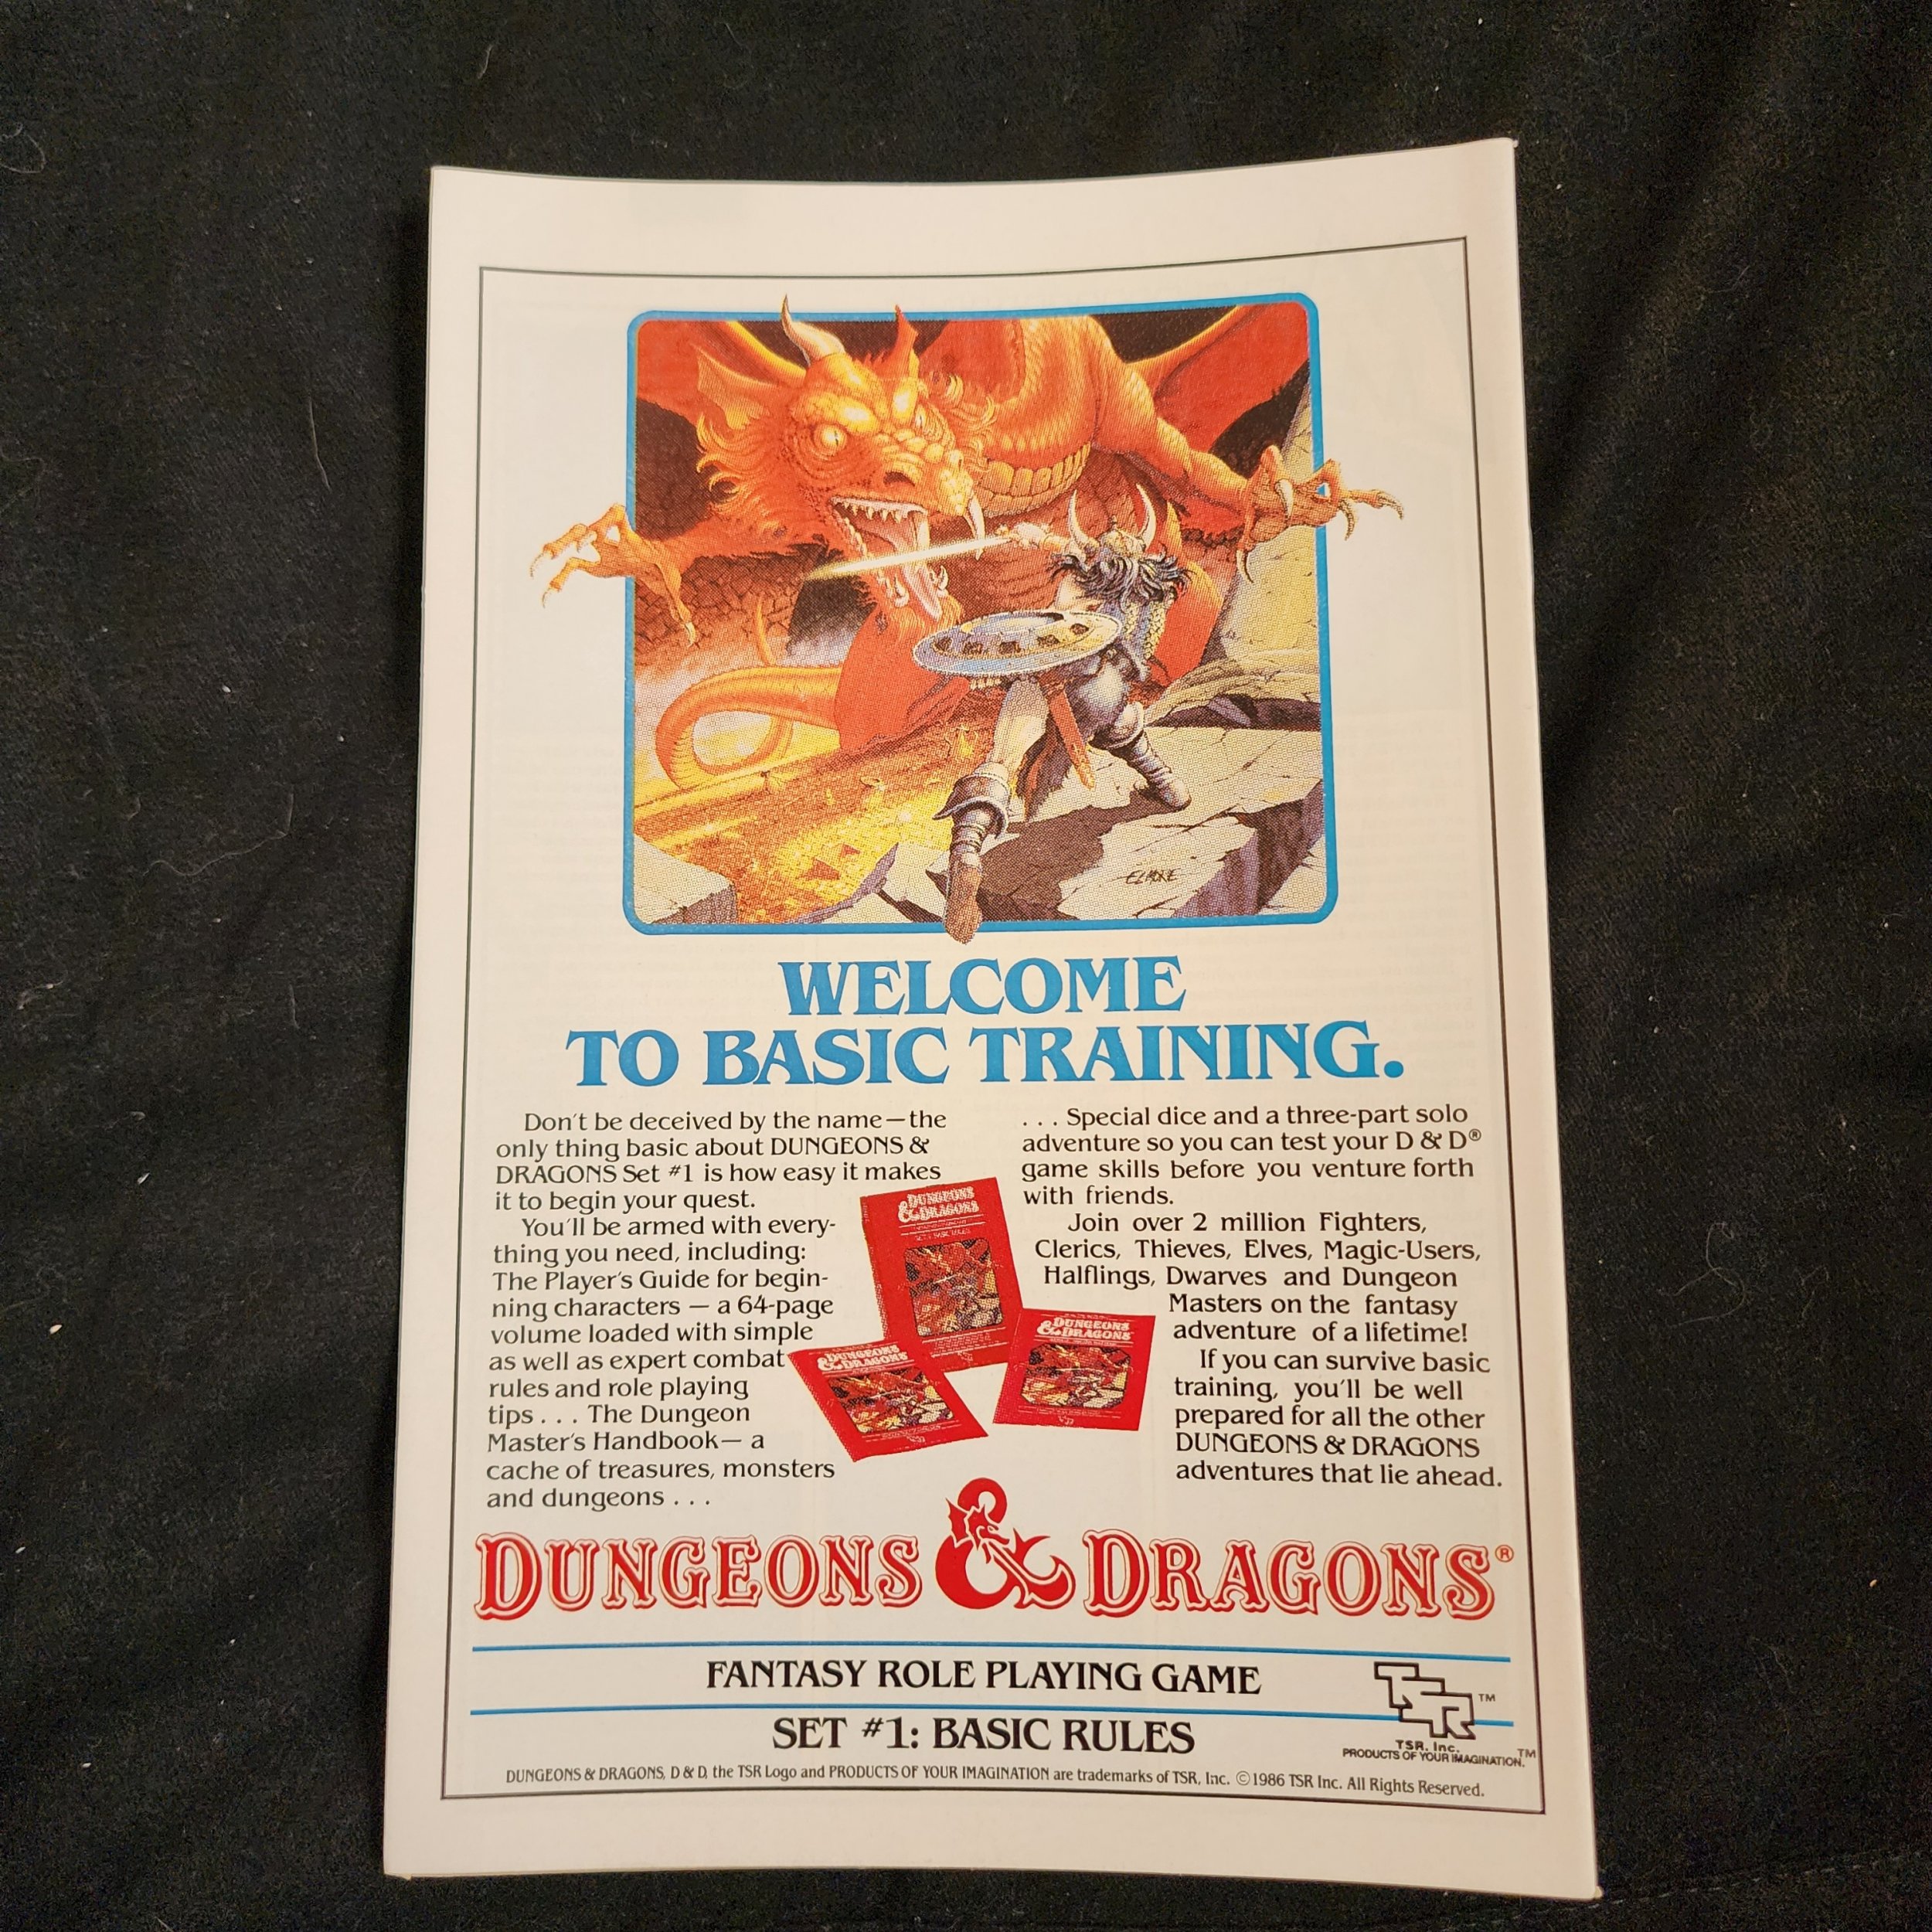 ELMORE
WELCOME
TO BASIC TRAINING.
Don't be deceived by the name—the
only thing basic about DUNGEONS &
DRAGONS Set #1 is how easy it makes
it to begin your quest.
You'll be armed with every-
thing you need, including:
The Player's Guide for begin-
ning characters — a 64-page
volume loaded with simple
as well as expert combat
rules and role playing
tips . . . The Dungeon
Master's Handbook— a
cache of treasures, monsters
and dungeons . . .
. . . Special dice and a three-part solo
adventure so you can test your D & D®
game skills before you venture forth
with friends.
Join over 2 million Fighters,
Clerics, Thieves, Elves, Magic-Users,
Halflings, Dwarves and Dungeon
Masters on the fantasy
adventure of a lifetime!
If you can survive basic
training, you'll be well
prepared for all the other
DUNGEONS & DRAGONS
adventures that lie ahead.
DUNGEONS
& DRAGONS
DUNGEONS
& DRAGONS
DUNGEONS
& DRAGONS
DUNGEONS & DRAGONS®
FANTASY ROLE PLAYING GAME
SET #1: BASIC RULES
TSR™
TSR, Inc.
PRODUCTS OF YOUR IMAGINATION.™
DUNGEONS & DRAGONS, D & D, the TSR Logo and PRODUCTS OF YOUR IMAGINATION are trademarks of TSR, Inc. ©1986 TSR Inc. All Rights Reserved.